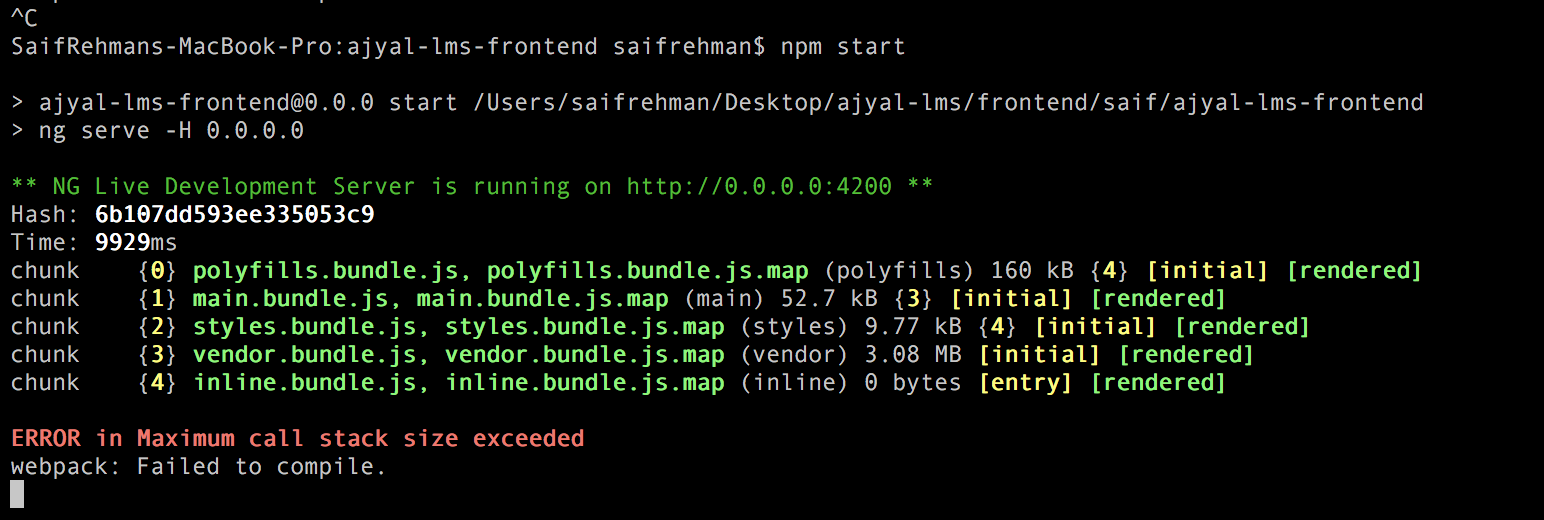 ^C
SaifRehmans-MacBook-Pro:ajyal-lms-frontend saifrehman$ npm start
> ajyal-lms-frontend@0.0.0 start /Users/saifrehman/Desktop/ajyal-lms/frontend/saif/ajyal-lms-frontend
> ng serve -H 0.0.0.0
** NG Live Development Server is running on http://0.0.0.0:4200 **
Hash: 6b107dd593ee335053c9
Time: 9929ms
chunk    {0} polyfills.bundle.js, polyfills.bundle.js.map (polyfills) 160 kB {4} [initial] [rendered]
chunk    {1} main.bundle.js, main.bundle.js.map (main) 52.7 kB {3} [initial] [rendered]
chunk    {2} styles.bundle.js, styles.bundle.js.map (styles) 9.77 kB {4} [initial] [rendered]
chunk    {3} vendor.bundle.js, vendor.bundle.js.map (vendor) 3.08 MB [initial] [rendered]
chunk    {4} inline.bundle.js, inline.bundle.js.map (inline) 0 bytes [entry] [rendered]
ERROR in Maximum call stack size exceeded
webpack: Failed to compile.